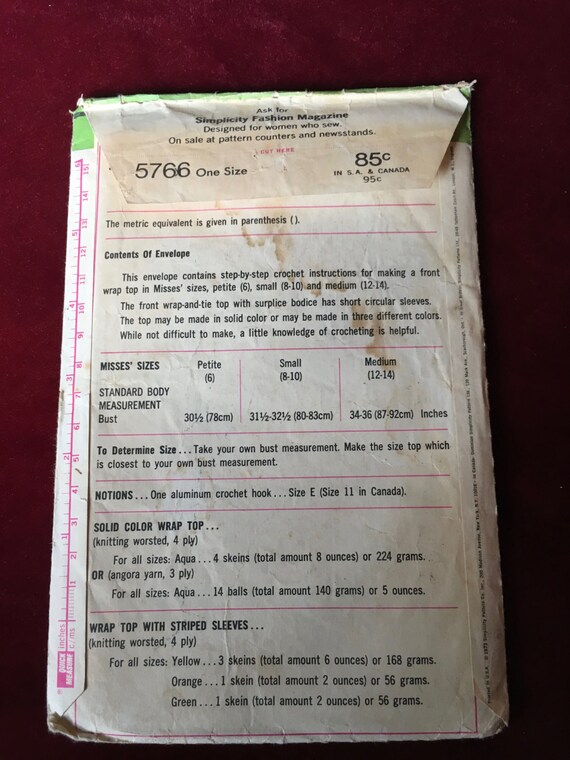 Ask for
Simplicity Fashion Magazine
Designed for women who sew.
On sale at pattern counters and newsstands.
CUT HERE
5766 One Size
85c
IN S.A. & CANADA
95c
The metric equivalent is given in parenthesis ( ).
Contents Of Envelope
This envelope contains step-by-step crochet instructions for making a front
wrap top in Misses' sizes, petite (6), small (8-10) and medium (12-14).
The front wrap-and-tie top with surplice bodice has short circular sleeves.
The top may be made in solid color or may be made in three different colors.
While not difficult to make, a little knowledge of crocheting is helpful.
MISSES' SIZES Petite Small Medium
(6) (8-10) (12-14)
STANDARD BODY
MEASUREMENT
Bust 30½ (78cm) 31½-32½ (80-83cm) 34-36 (87-92cm) Inches
To Determine Size...Take your own bust measurement. Make the size top which
is closest to your own bust measurement.
NOTIONS...One aluminum crochet hook...Size E (Size 11 in Canada).
SOLID COLOR WRAP TOP...
(knitting worsted, 4 ply)
For all sizes: Aqua...4 skeins (total amount 8 ounces) or 224 grams.
OR (angora yarn, 3 ply)
For all sizes: Aqua...14 balls (total amount 140 grams) or 5 ounces.
WRAP TOP WITH STRIPED SLEEVES...
(knitting worsted, 4 ply)
For all sizes: Yellow...3 skeins (total amount 6 ounces) or 168 grams.
Orange...1 skein (total amount 2 ounces) or 56 grams.
Green...1 skein (total amount 2 ounces) or 56 grams.
QUICK MEASURE
inches
c/ms